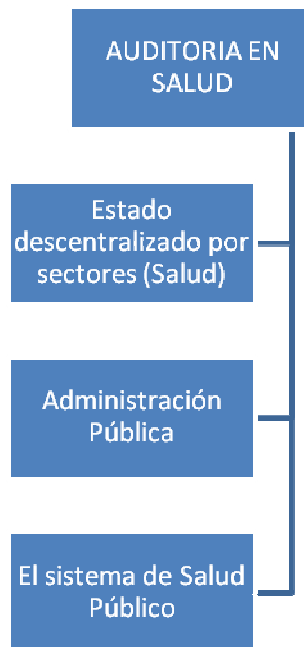 AUDITORIA EN
SALUD
Estado
descentralizado por
sectores (Salud)
Administración
Pública
El sistema de Salud
Público